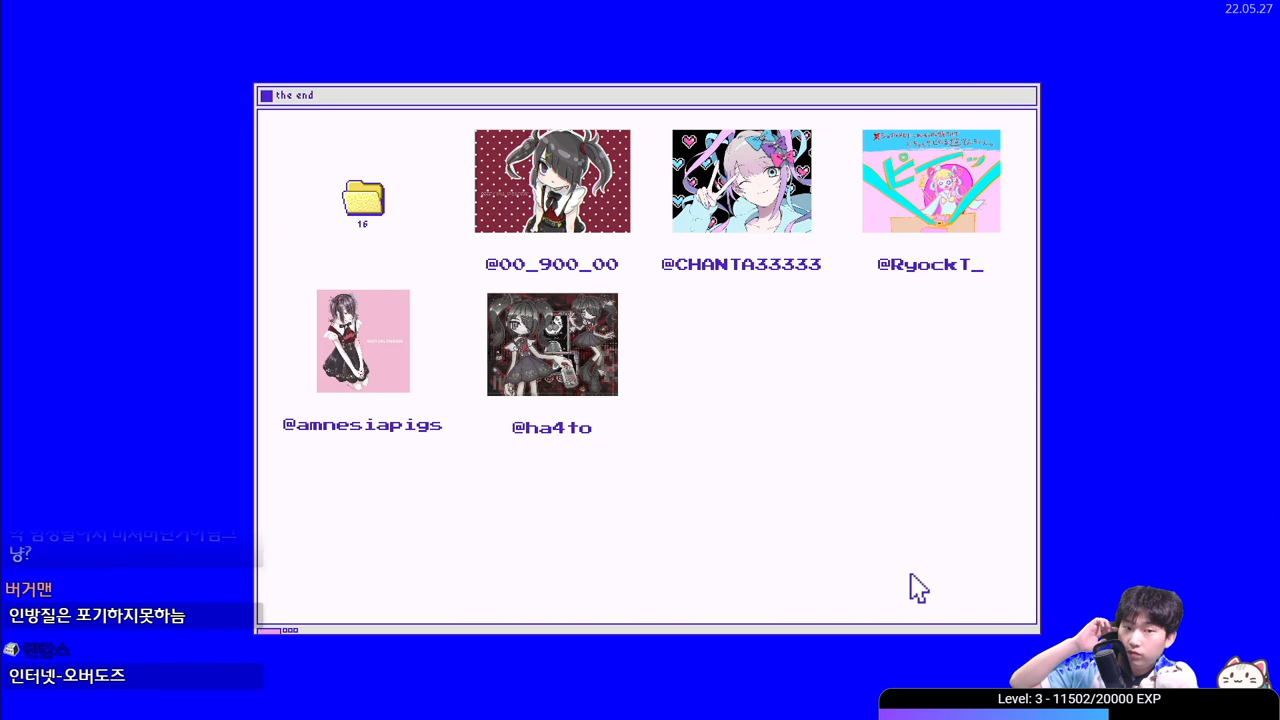 22.05.27
the end
16
@00_900_00
@CHANTA33333
@RyockT_
@amnesiapigs
@ha4to
냥?
버거맨
인방질은 포기하지못하늠
인터넷-오버도즈
Level: 3 - 11502/20000 EXP